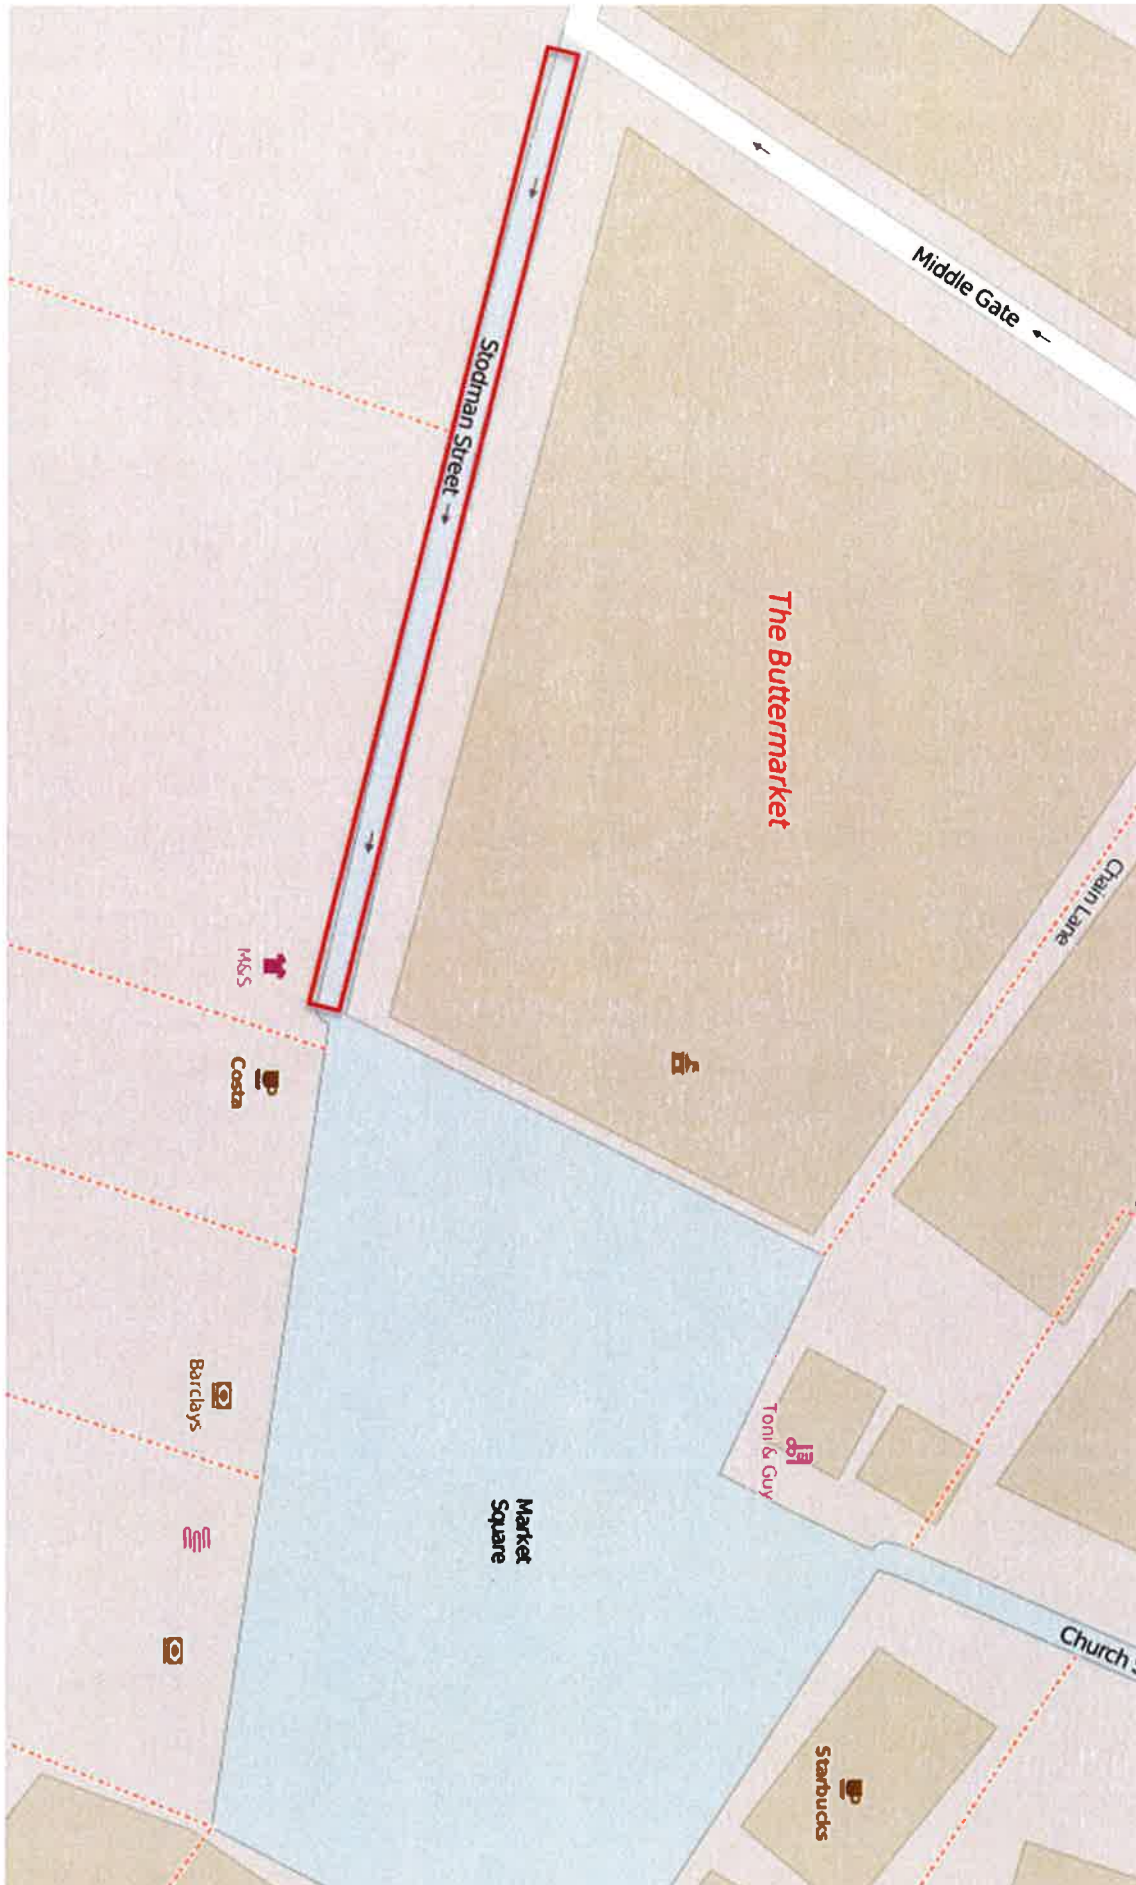 Middle Gate
Stodman Street
The Buttermarket
Chain Lane
M&S
Costa
Barclays
Toni & Guy
Market
Square
Church S
Starbucks